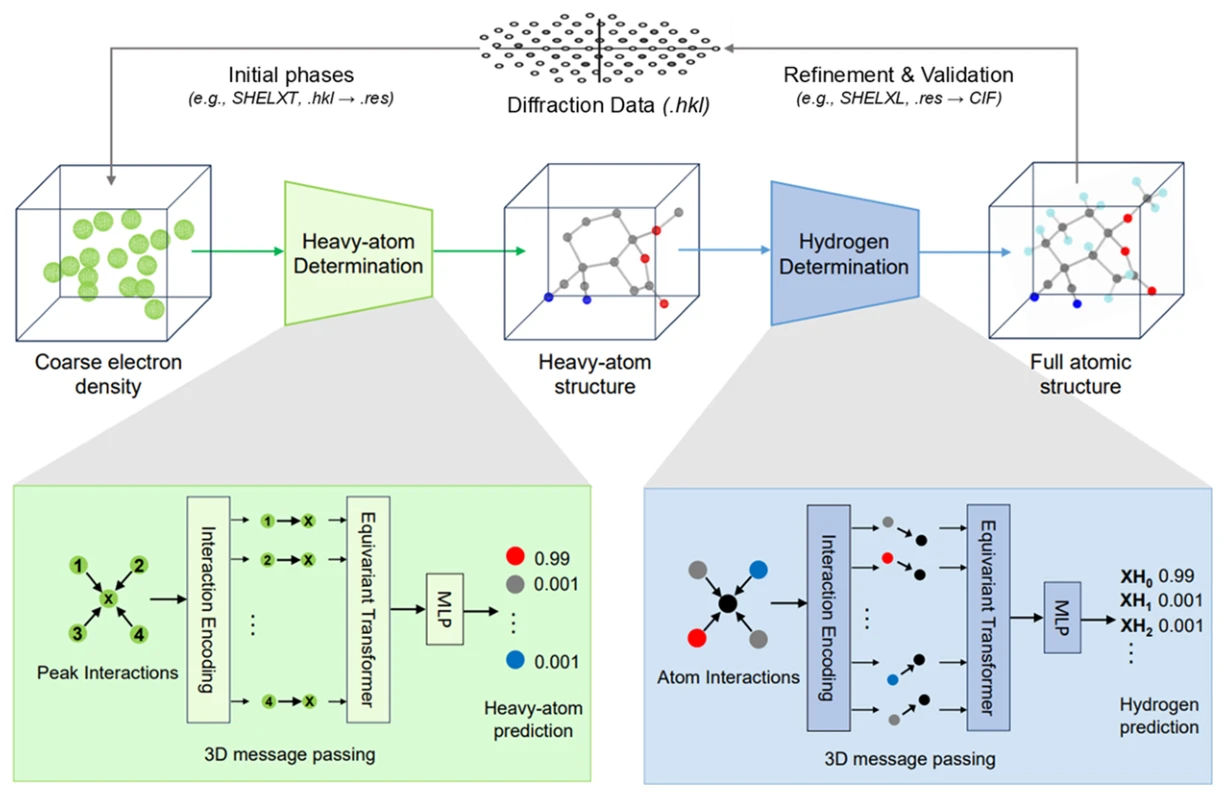 Initial phases
(e.g., SHELXT, .hkl → .res)
Diffraction Data (.hkl)
Refinement & Validation
(e.g., SHELXL, .res → CIF)
Heavy-atom
Determination
Hydrogen
Determination
Coarse electron
density
Heavy-atom
structure
Full atomic
structure
1
2
X
3
4
Peak Interactions
Interaction Encoding
1 → X
2 → X
⋮
4 → X
Equivariant Transformer
MLP
0.99
0.001
⋮
0.001
Heavy-atom
prediction
3D message passing
Atom Interactions
Interaction Encoding
⋮
Equivariant Transformer
MLP
XH₀ 0.99
XH₁ 0.001
XH₂ 0.001
⋮
Hydrogen
prediction
3D message passing